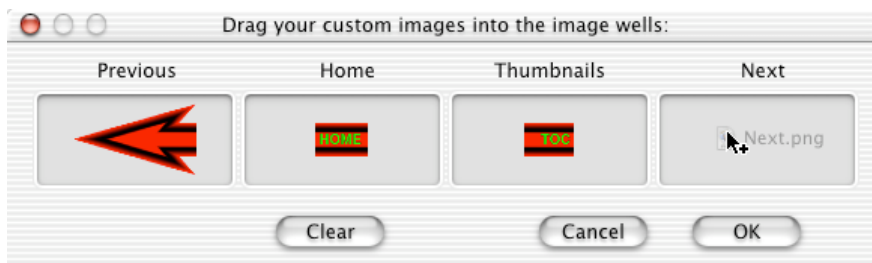 Drag your custom images into the image wells:
Previous Home Thumbnails Next
HOME TOC Next.png
Clear Cancel OK